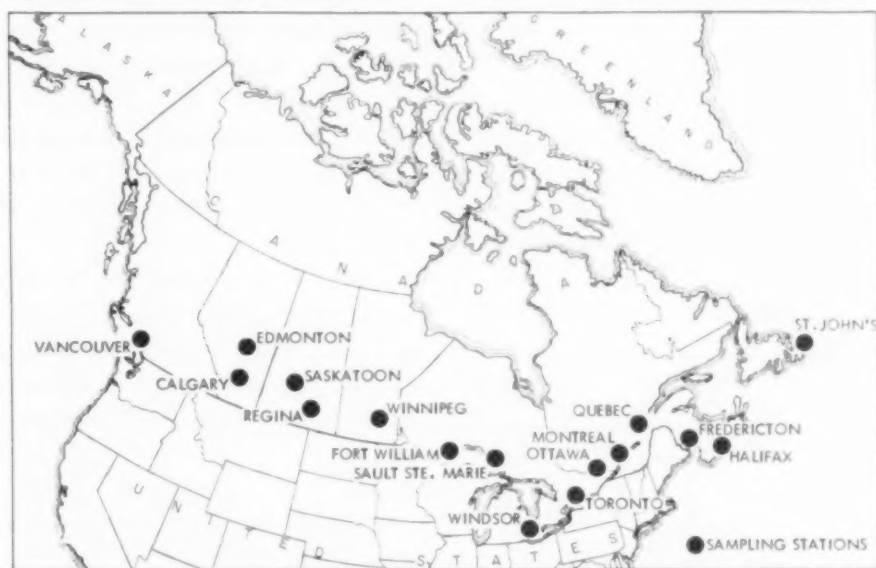 ALASKA
GREENLAND
CANADA
ST. JOHN'S
VANCOUVER
EDMONTON
CALGARY
SASKATOON
REGINA
WINNIPEG
QUEBEC
FREDERICTON
MONTREAL
HALIFAX
FORT WILLIAM
OTTAWA
SAULT STE. MARIE
TORONTO
WINDSOR
UNITED STATES
SAMPLING STATIONS